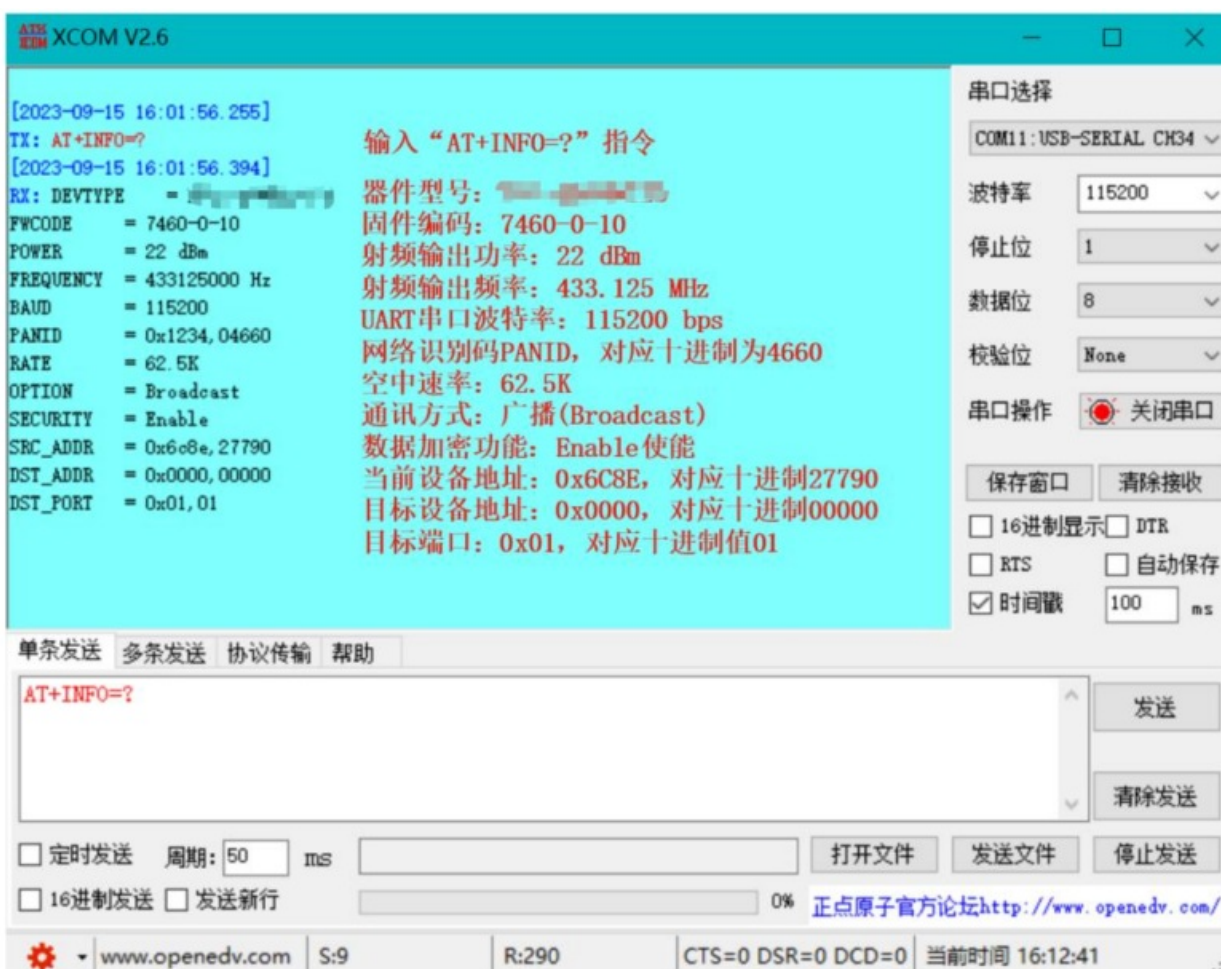 ATK XCOM XCOM V2.6
[2023-09-15 16:01:56.255]
TX: AT+INFO=?
[2023-09-15 16:01:56.394]
RX: DEVTYPE =
FWCODE = 7460-0-10
POWER = 22 dBm
FREQUENCY = 433125000 Hz
BAUD = 115200
PANID = 0x1234,04660
RATE = 62.5K
OPTION = Broadcast
SECURITY = Enable
SRC_ADDR = 0x6c8e,27790
DST_ADDR = 0x0000,00000
DST_PORT = 0x01,01
输入“AT+INFO=?”指令
器件型号：
固件编码：7460-0-10
射频输出功率：22 dBm
射频输出频率：433.125 MHz
UART串口波特率：115200 bps
网络识别码PANID，对应十进制为4660
空中速率：62.5K
通讯方式：广播(Broadcast)
数据加密功能：Enable使能
当前设备地址：0x6C8E，对应十进制27790
目标设备地址：0x0000，对应十进制00000
目标端口：0x01，对应十进制值01
串口选择
COM11:USB-SERIAL CH34
波特率 115200
停止位 1
数据位 8
校验位 None
串口操作 关闭串口
保存窗口 清除接收
16进制显示 DTR
RTS 自动保存
时间戳 100 ms
单条发送 多条发送 协议传输 帮助
AT+INFO=?
发送
清除发送
定时发送 周期: 50 ms 打开文件 发送文件 停止发送
16进制发送 发送新行 0% 正点原子官方论坛http://www.openedv.com/
www.openedv.com S:9 R:290 CTS=0 DSR=0 DCD=0 当前时间 16:12:41